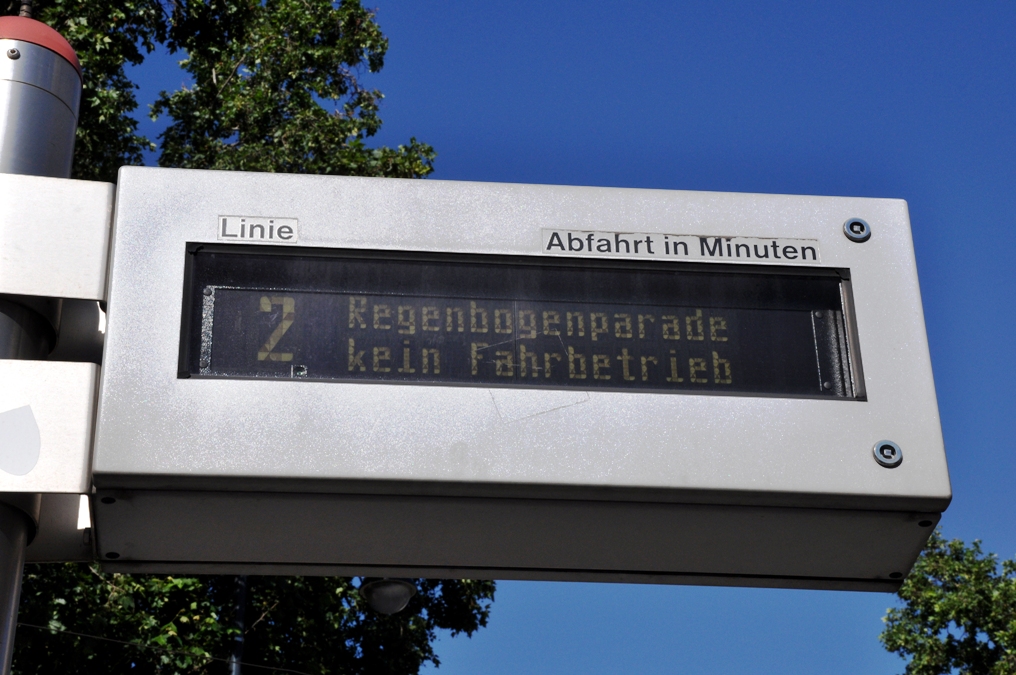 Linie Abfahrt in Minuten
2 Regenbogenparade
kein Fahrbetrieb